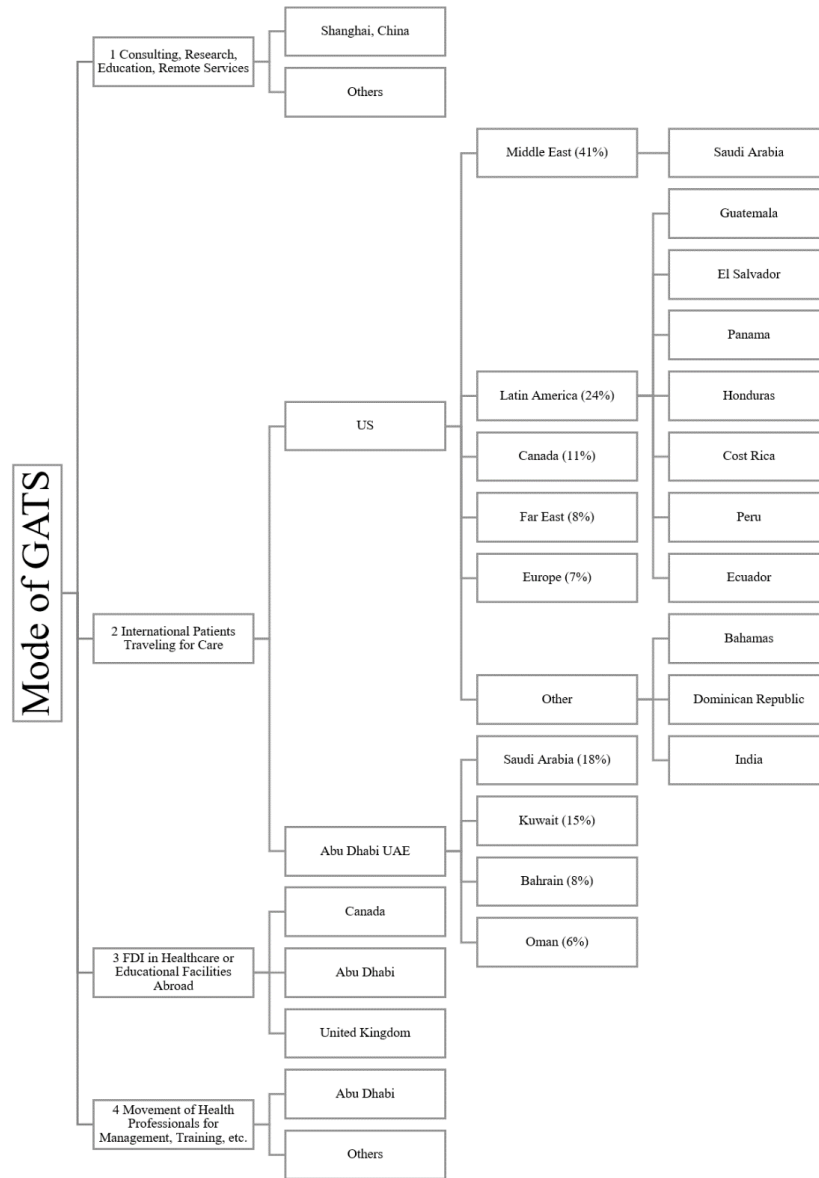 Mode of GATS
1 Consulting, Research,
Education, Remote Services
Shanghai, China
Others
2 International Patients
Traveling for Care
US
Middle East (41%)
Saudi Arabia
Latin America (24%)
Guatemala
El Salvador
Panama
Honduras
Cost Rica
Peru
Ecuador
Canada (11%)
Far East (8%)
Europe (7%)
Other
Bahamas
Dominican Republic
India
Abu Dhabi UAE
Saudi Arabia (18%)
Kuwait (15%)
Bahrain (8%)
Oman (6%)
3 FDI in Healthcare or
Educational Facilities
Abroad
Canada
Abu Dhabi
United Kingdom
4 Movement of Health
Professionals for
Management, Training, etc.
Abu Dhabi
Others